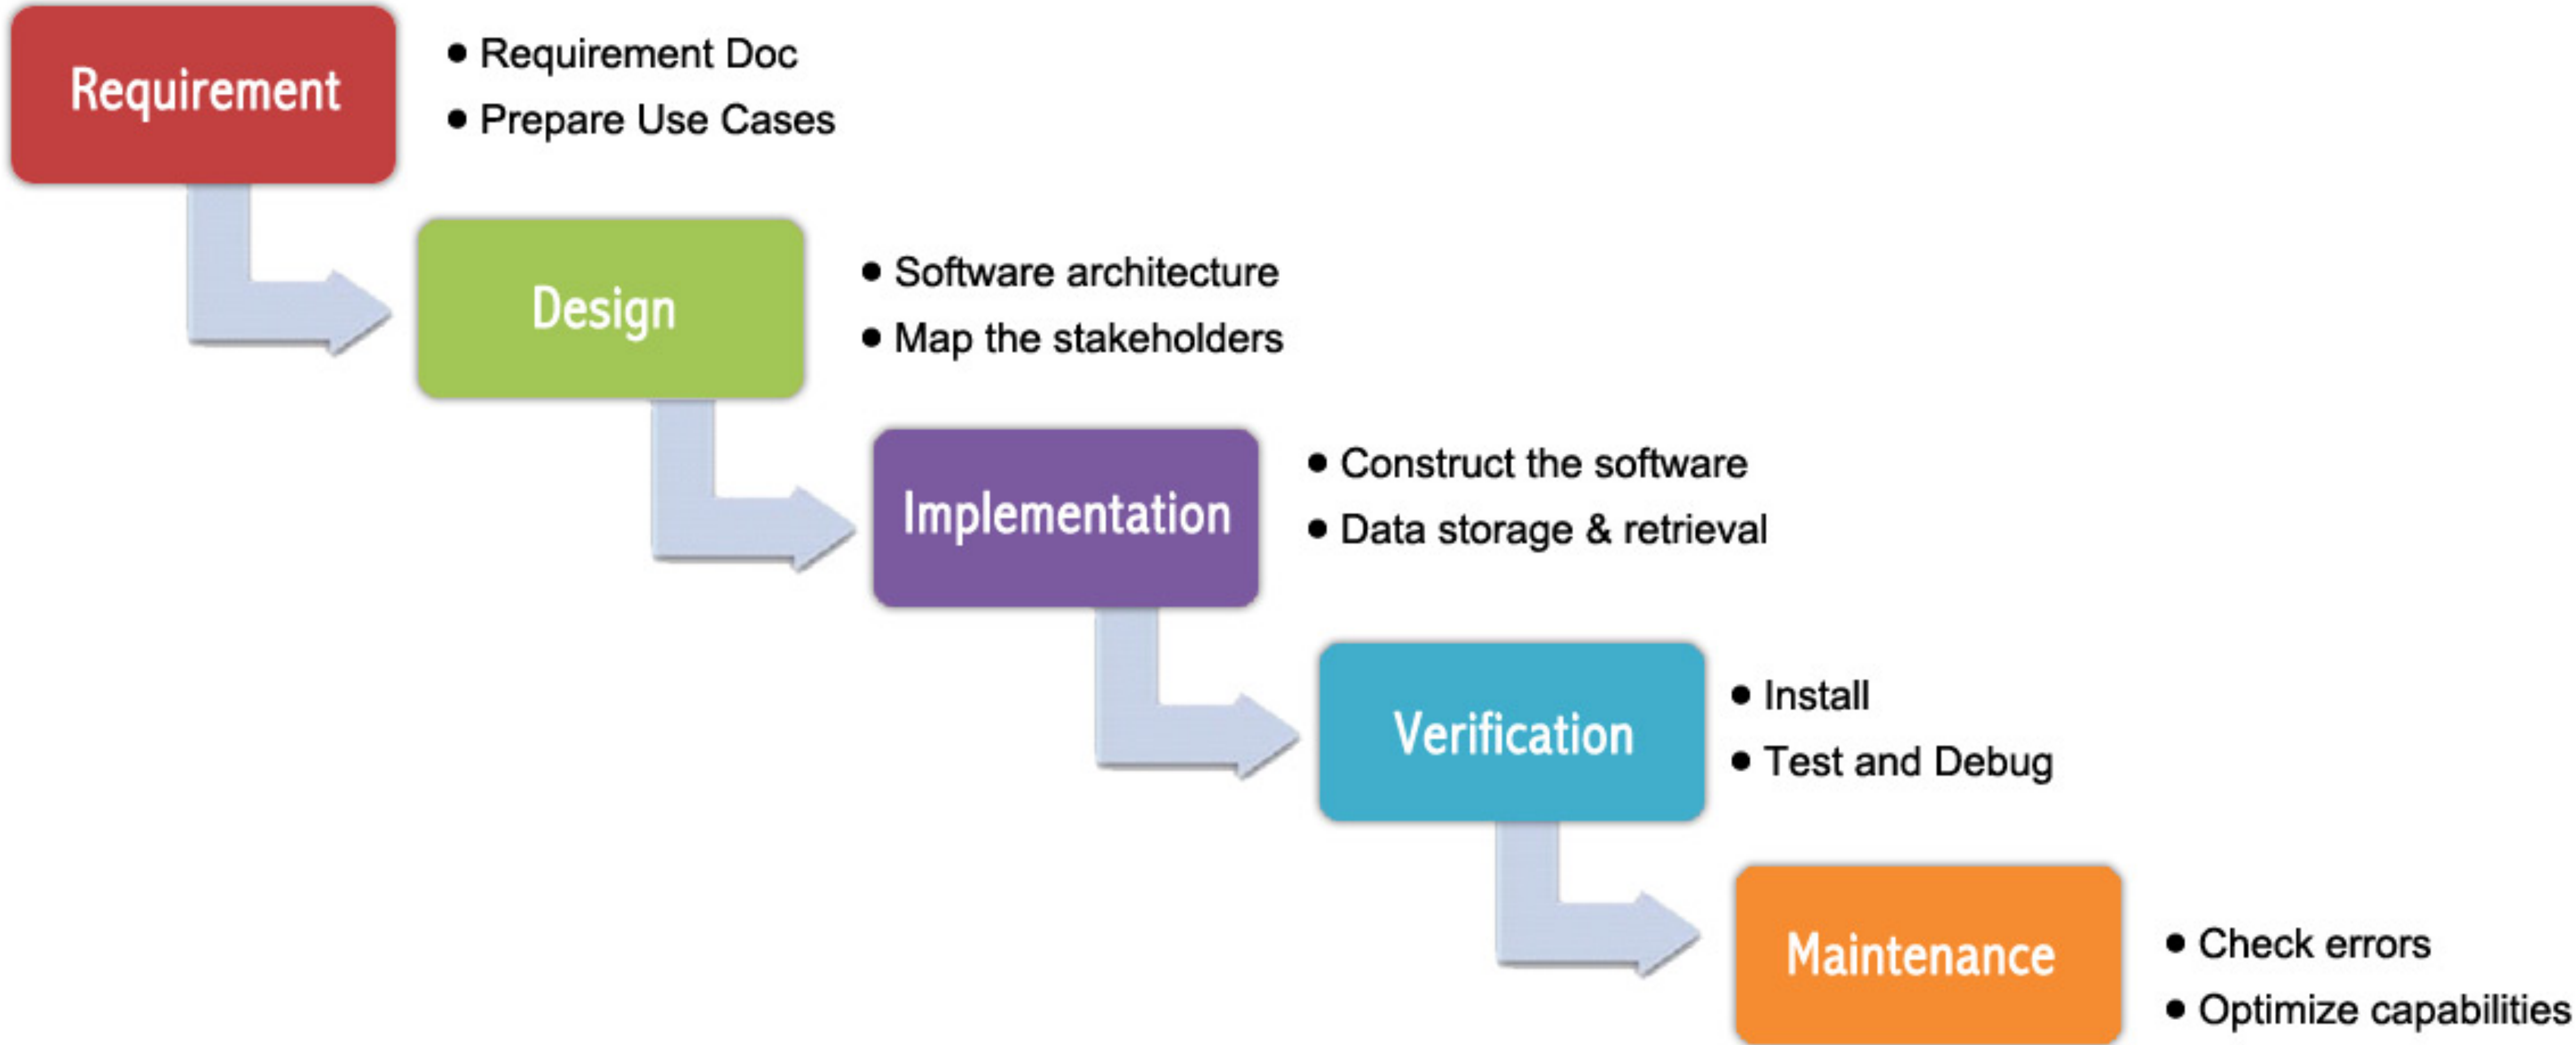 Requirement
● Requirement Doc
● Prepare Use Cases
Design
● Software architecture
● Map the stakeholders
Implementation
● Construct the software
● Data storage & retrieval
Verification
● Install
● Test and Debug
Maintenance
● Check errors
● Optimize capabilities